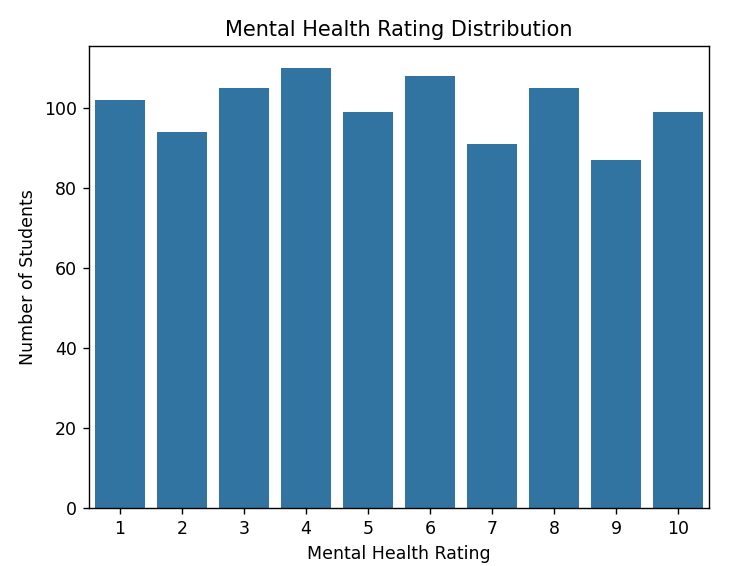 Mental Health Rating Distribution
Number of Students
100
80
60
40
20
0
1 2 3 4 5 6 7 8 9 10
Mental Health Rating